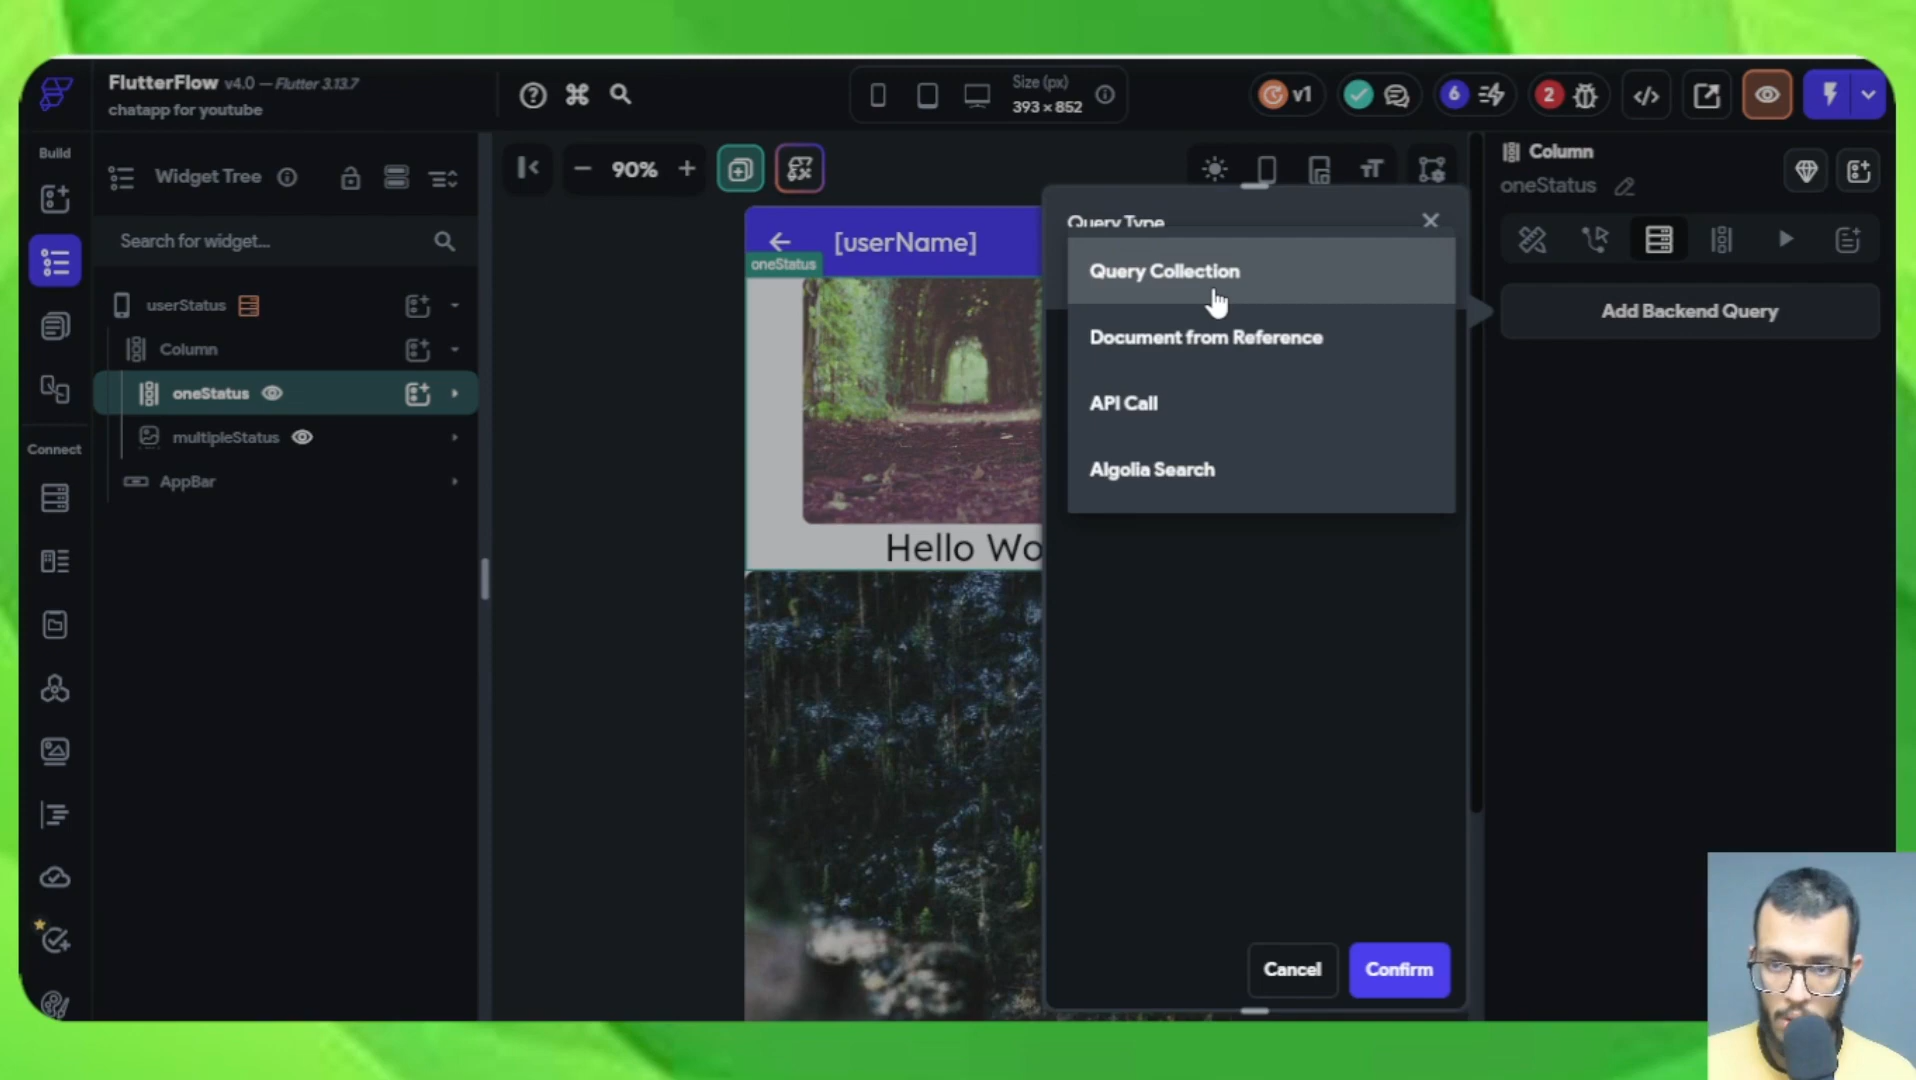 FlutterFlow v4.0 — Flutter 3.13.7
chatapp for youtube
Size (px)
393 × 852
v1
6
2
Build
Widget Tree
90%
Column
oneStatus
Search for widget...
[userName]
oneStatus
Query Type
Query Collection
Document from Reference
API Call
Algolia Search
Add Backend Query
userStatus
Column
oneStatus
multipleStatus
AppBar
Connect
Hello Wo
Cancel
Confirm